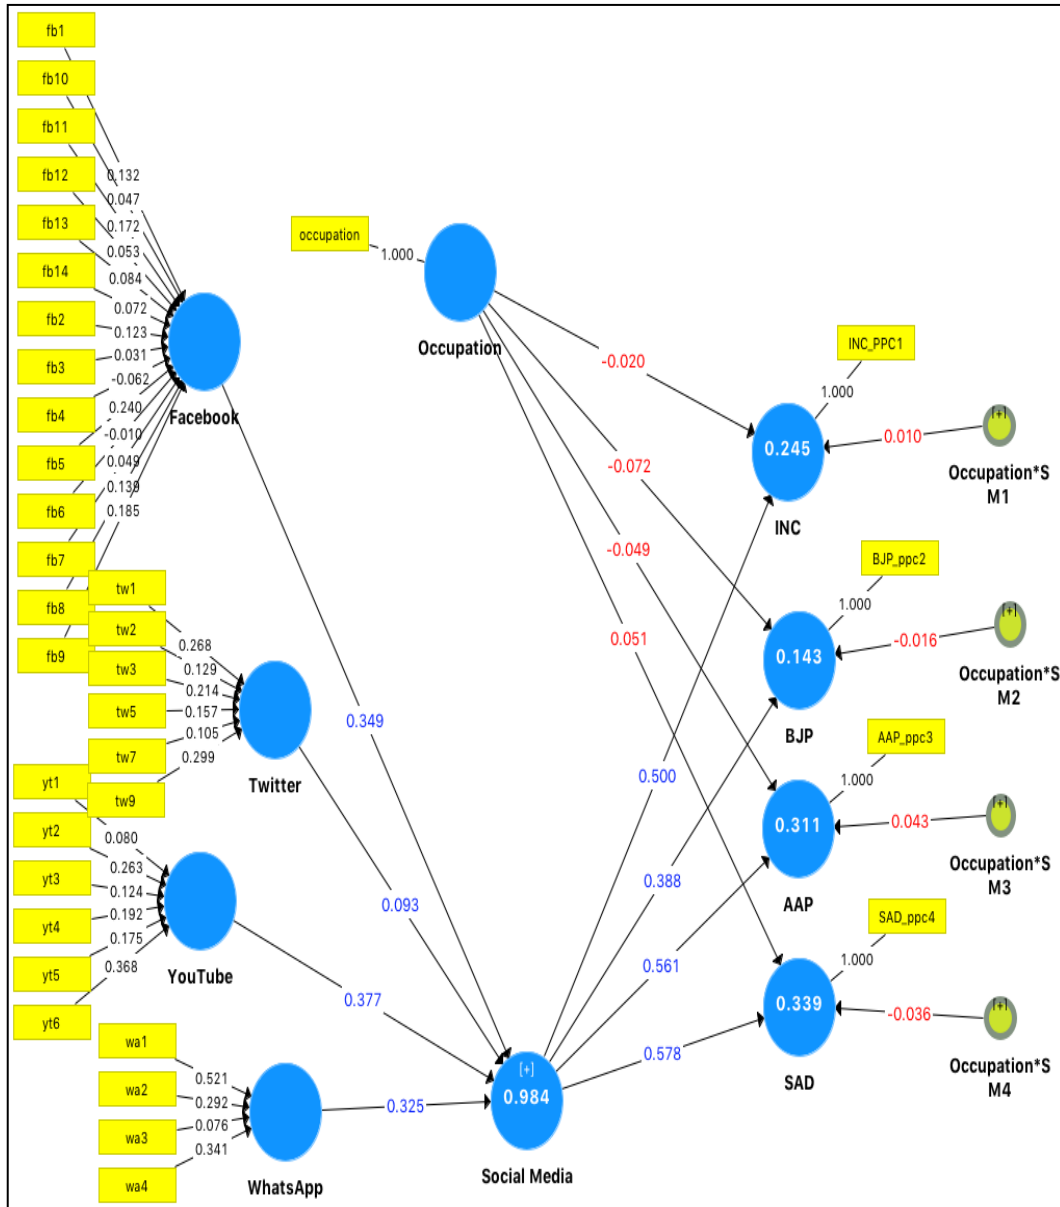 fb1
fb10
fb11
fb12
fb13
fb14
fb2
fb3
fb4
fb5
fb6
fb7
fb8
fb9
0.132
0.047
0.172
0.053
0.084
0.072
0.123
0.031
-0.062
0.240
-0.010
0.049
0.139
0.185
Facebook
tw1
tw2
tw3
tw5
tw7
tw9
0.268
0.129
0.214
0.157
0.105
0.299
Twitter
yt1
yt2
yt3
yt4
yt5
yt6
0.080
0.263
0.124
0.192
0.175
0.368
YouTube
wa1
wa2
wa3
wa4
0.521
0.292
0.076
0.341
WhatsApp
0.349
0.093
0.377
0.325
[+]
0.984
Social Media
occupation
1.000
Occupation
-0.020
-0.072
-0.049
0.051
0.500
0.388
0.561
0.578
INC_PPC1
1.000
0.245
INC
0.010
[+]
Occupation*S
M1
BJP_ppc2
1.000
0.143
BJP
-0.016
[+]
Occupation*S
M2
AAP_ppc3
1.000
0.311
AAP
0.043
[+]
Occupation*S
M3
SAD_ppc4
1.000
0.339
SAD
-0.036
[+]
Occupation*S
M4